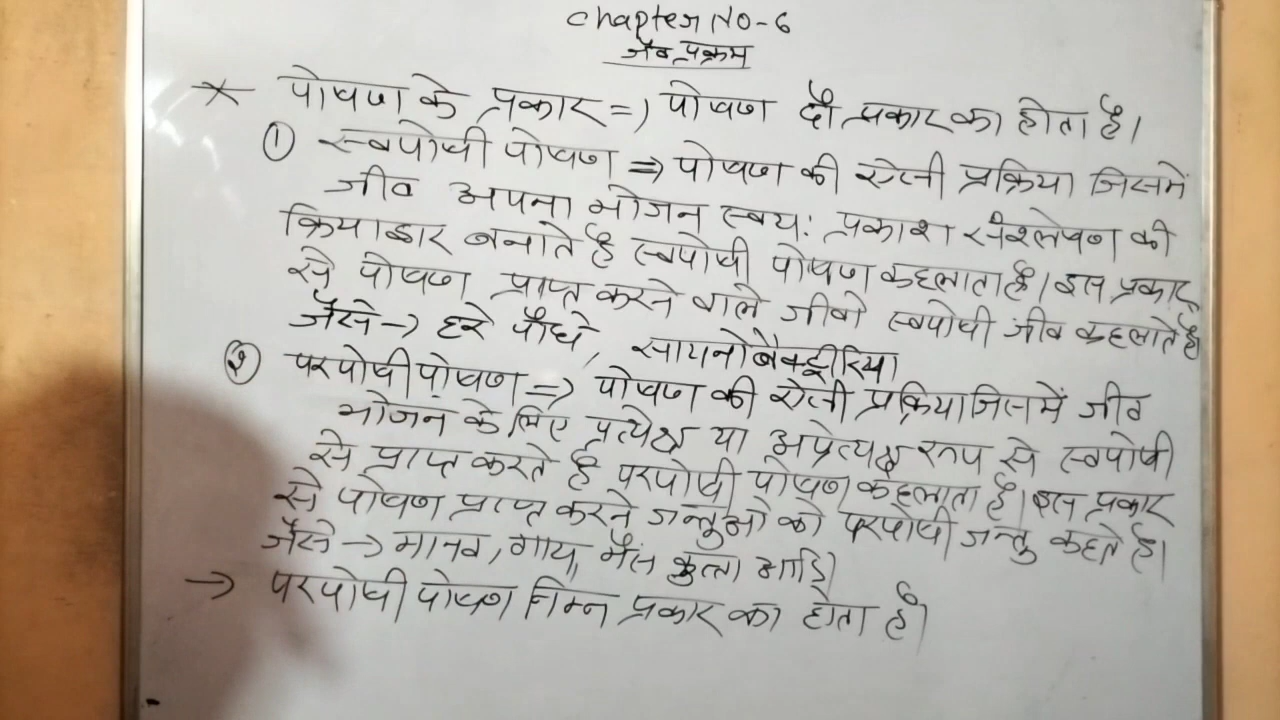 Chapter No-6
जैव प्रक्रम
* पोषण के प्रकार => पोषण दो प्रकार का होता है।
① स्वपोषी पोषण => पोषण की ऐसी प्रक्रिया जिसमें
जीव अपना भोजन स्वयः प्रकाश संश्लेषण की
क्रिया द्वार बनाते है स्वपोषी पोषण कहलाता है। इस प्रकार
से पोषण प्राप्त करने वाले जीवो स्वपोषी जीव कहलाते है
जैसे -> हरे पौधे, सायनोबैक्ट्रीरिया
② परपोषी पोषण => पोषण की ऐसी प्रक्रिया जिसमें जीव
भोजन के लिए प्रत्येक्ष या अप्रेत्यक्ष रूप से स्वपोषी
से प्राप्त करते है परपोषी पोषण कहलाता है। इस प्रकार
से पोषण प्राप्त करने जन्तुओ को परपोषी जन्तु कहते है।
जैसे -> मानव, गाय, भैंस कुत्ता आदि।
-> परपोषी पोषण निम्न प्रकार का होता है।